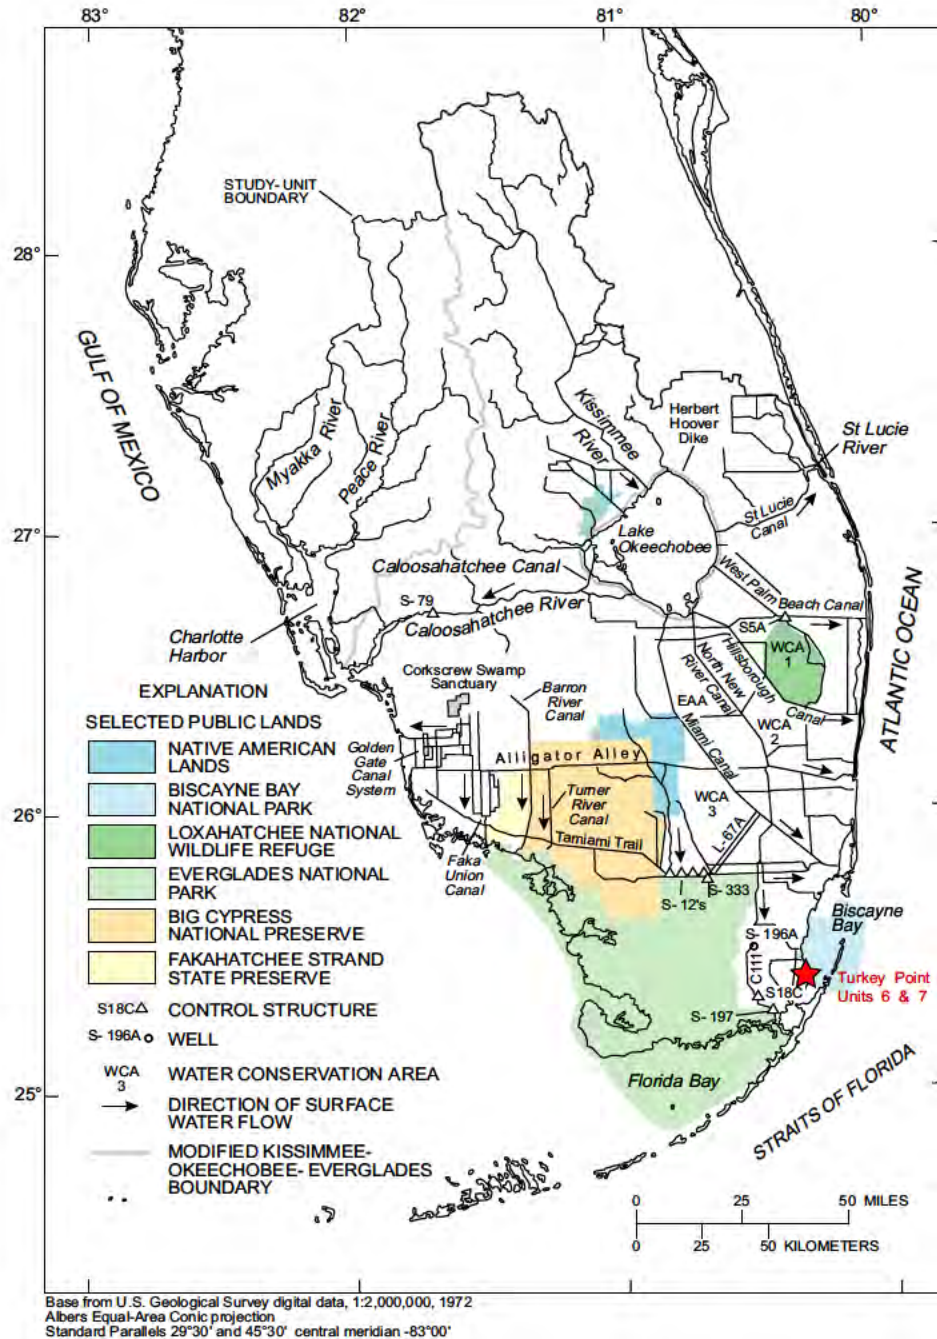 83°
82°
81°
80°
STUDY- UNIT
BOUNDARY
28°
GULF OF MEXICO
Myakka River
Peace River
Kissimmee
River
Herbert
Hoover
Dike
St Lucie
River
St Lucie
Canal
27°
Lake
Okeechobee
Caloosahatchee Canal
West Palm
Beach Canal
S- 79
Caloosahatchee River
S5A
Charlotte
Harbor
WCA
1
Hillsborough
Canal
North New
River Canal
ATLANTIC OCEAN
Corkscrew Swamp
Sanctuary
Barron
River
Canal
EAA
Miami Canal
WCA
2
Golden
Gate
Canal
System
Alligator Alley
WCA
3
26°
Turner
River
Canal
L-67A
Tamiami Trail
Faka
Union
Canal
S- 333
S- 12's
Biscayne
Bay
S- 196A
C111
S18C
Turkey Point
Units 6 & 7
S- 197
25°
Florida Bay
STRAITS OF FLORIDA
EXPLANATION
SELECTED PUBLIC LANDS
NATIVE AMERICAN
LANDS
BISCAYNE BAY
NATIONAL PARK
LOXAHATCHEE NATIONAL
WILDLIFE REFUGE
EVERGLADES NATIONAL
PARK
BIG CYPRESS
NATIONAL PRESERVE
FAKAHATCHEE STRAND
STATE PRESERVE
S18C CONTROL STRUCTURE
S- 196A WELL
WCA
3
WATER CONSERVATION AREA
DIRECTION OF SURFACE
WATER FLOW
MODIFIED KISSIMMEE-
OKEECHOBEE- EVERGLADES
BOUNDARY
0 25 50 MILES
0 25 50 KILOMETERS
Base from U.S. Geological Survey digital data, 1:2,000,000, 1972
Albers Equal-Area Conic projection
Standard Parallels 29°30' and 45°30' central meridian -83°00'